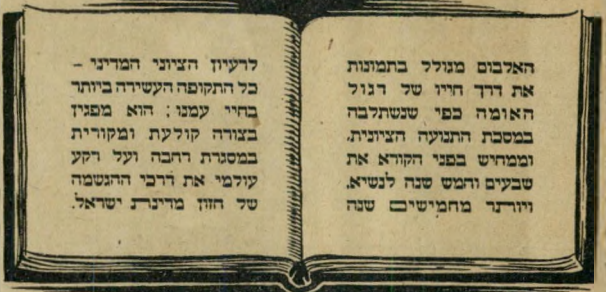 האלבום מגולל בתמונות
את דרך חייו של דגול
האומה כפי שנשתלבה
במסכת התנועה הציונית,
וממחיש בפני הקורא את
שבעים והמש שנה לנשיא,
ויותר מחמישים שנה
לרעיון הציוני המדיני –
כל התקופה העשירה ביותר
בחיי עמנו; הוא מפגין
בצורה קולעת ומקורית
במסגרת רחבה ועל רקע
עולמי את דרכי ההגשמה
של חזון מדינת ישראל.